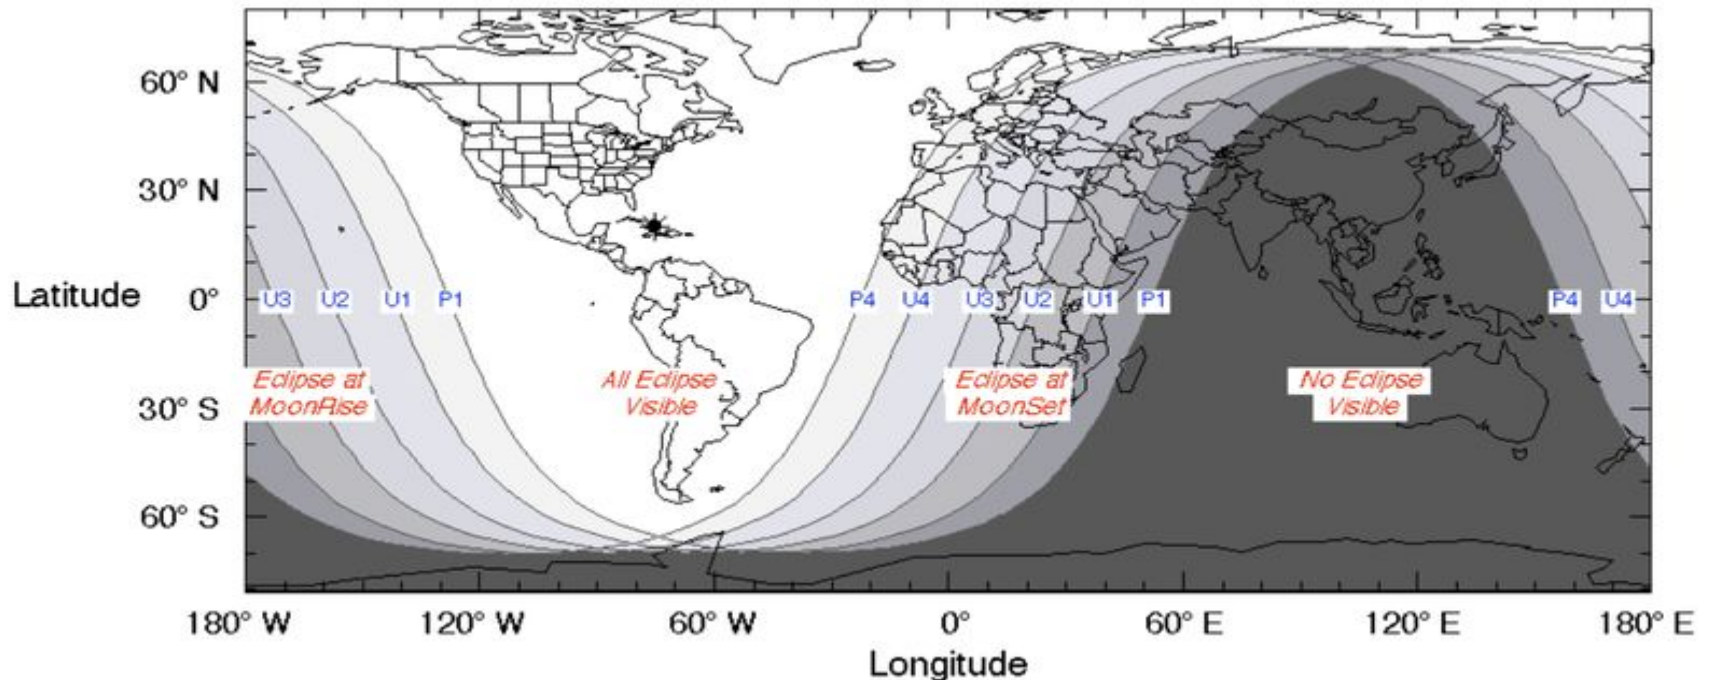 60° N
30° N
Latitude
0°
30° S
60° S
U3 U2 U1 P1 P4 U4 U3 U2 U1 P1 P4 U4
Eclipse at
MoonRise
All Eclipse
Visible
Eclipse at
MoonSet
No Eclipse
Visible
180° W 120° W 60° W 0° 60° E 120° E 180° E
Longitude